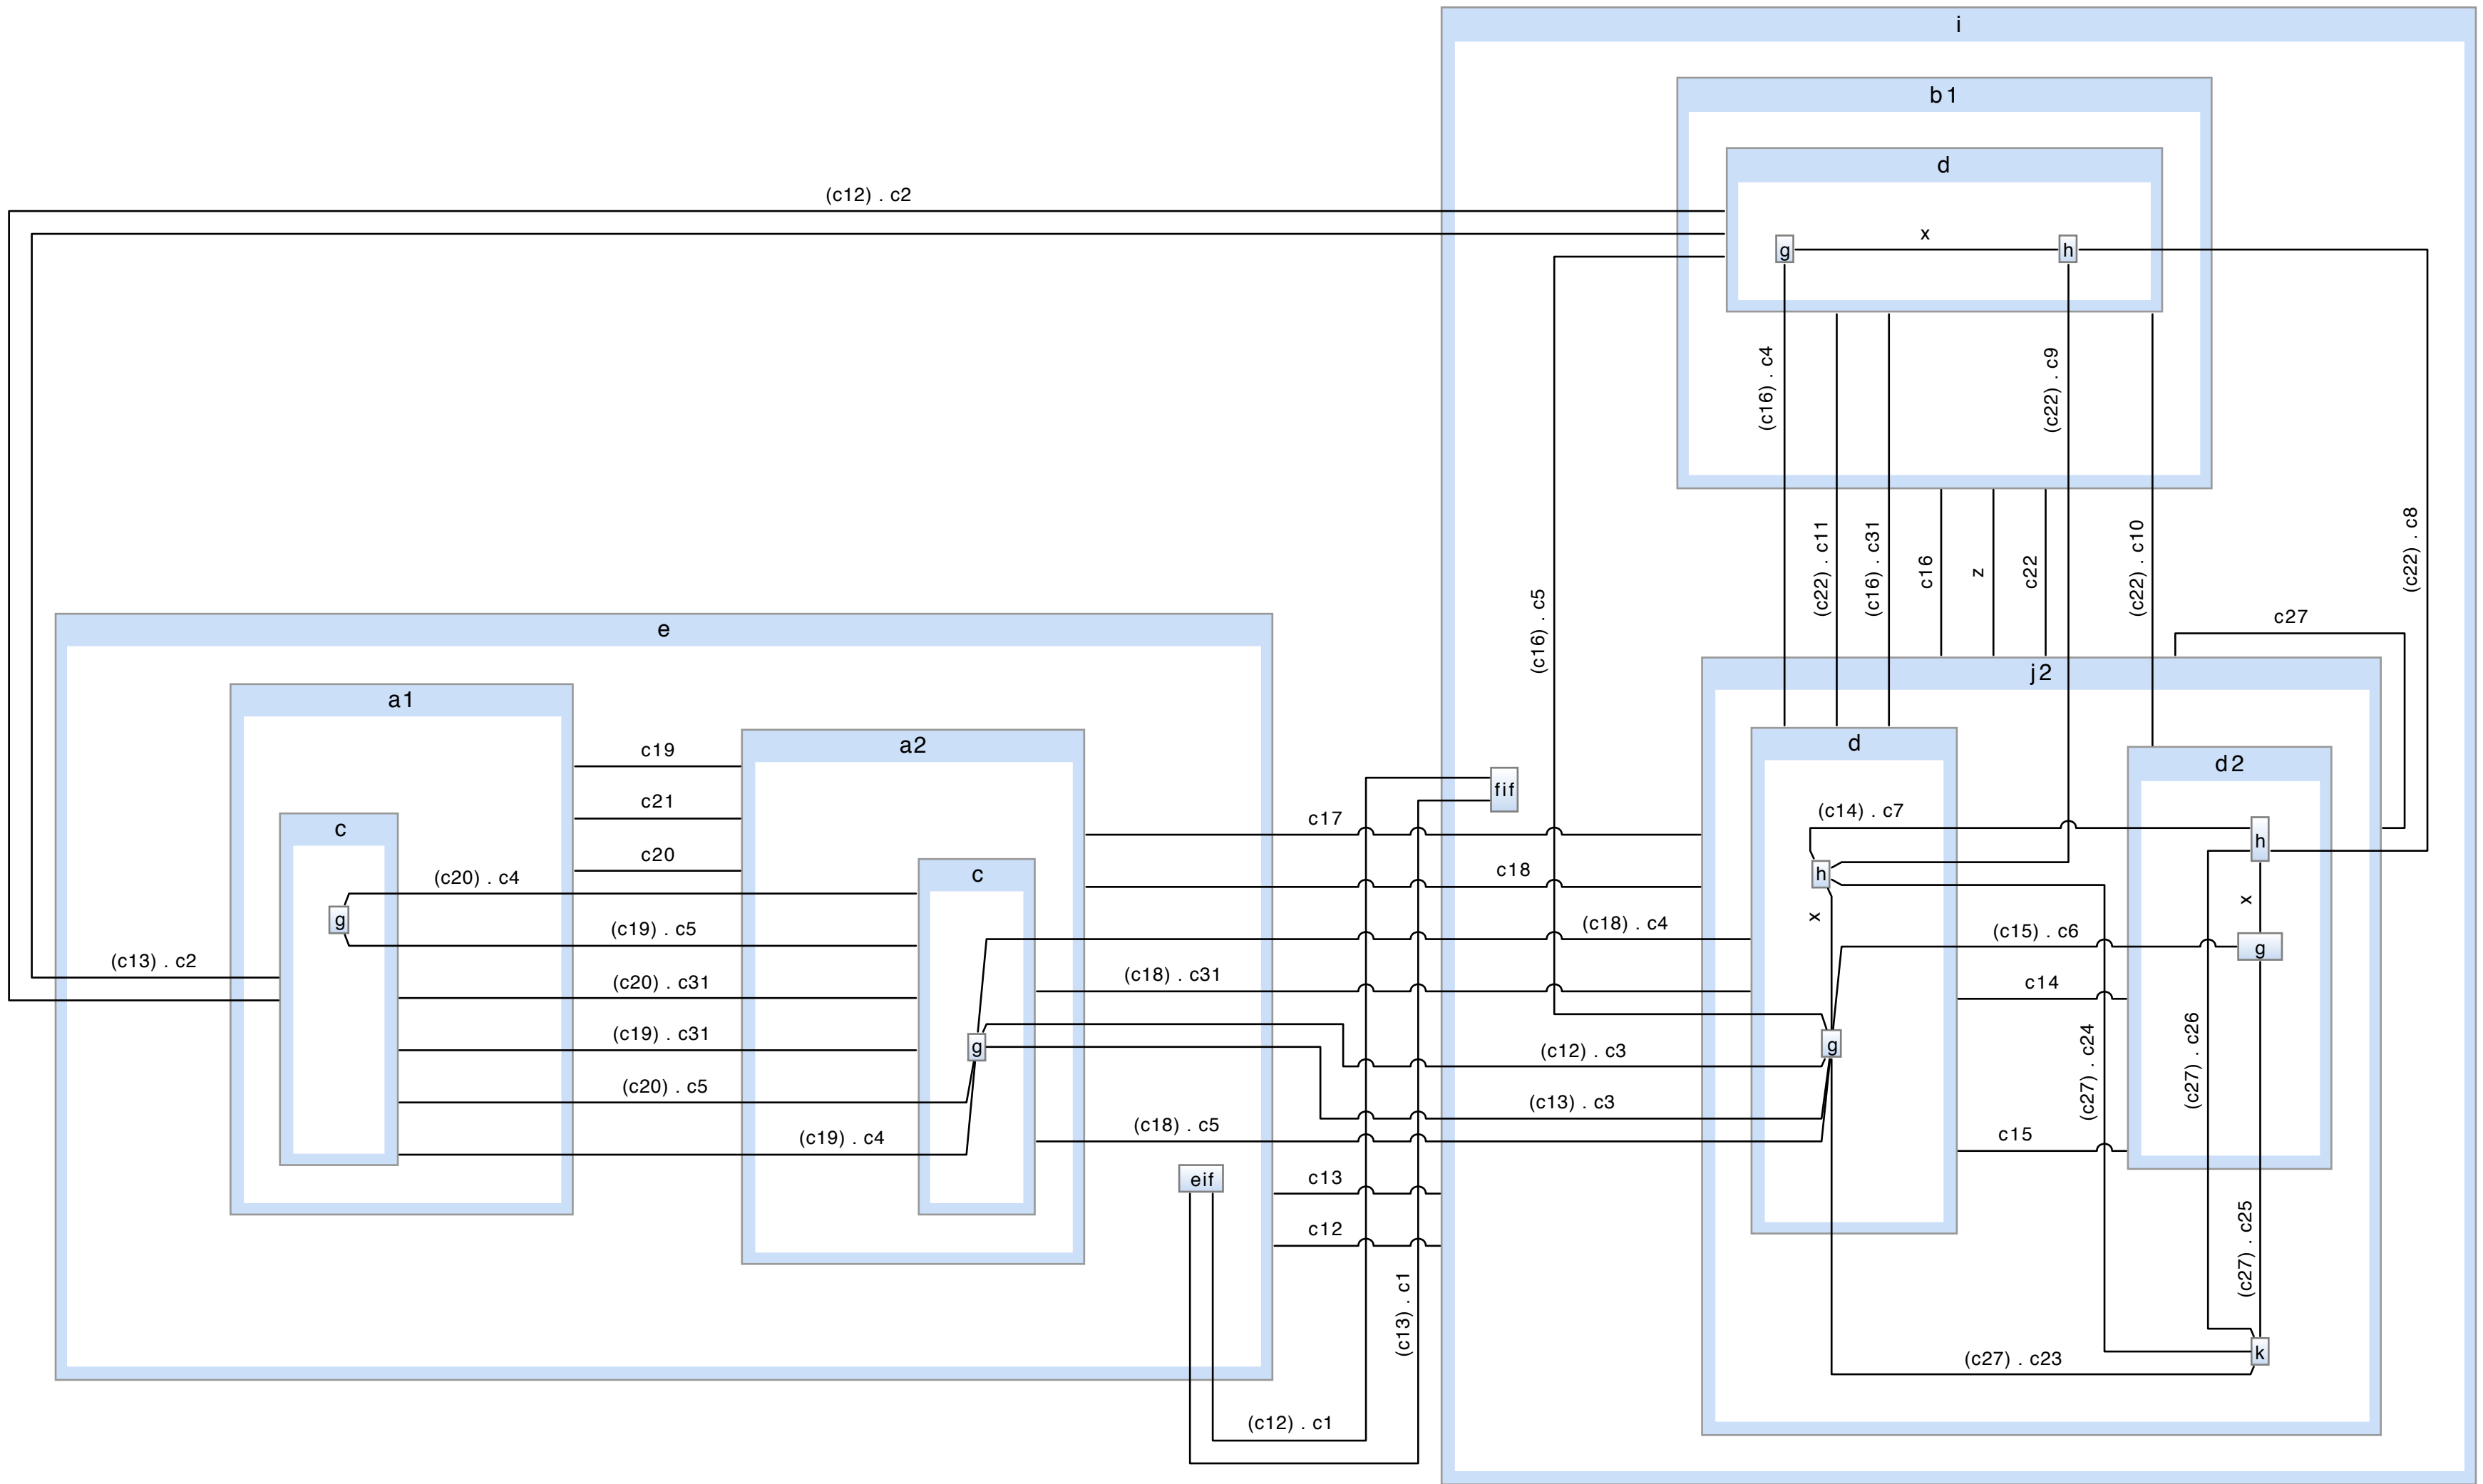 i
b1
d
(c12) . c2
g
x
h
(c16) . c4
(c22) . c9
(c22) . c11
(c16) . c31
c16
z
c22
(c22) . c10
(c22) . c8
(c16) . c5
c27
e
j2
a1
a2
d
d2
c19
fif
c21
c17
(c14) . c7
c
h
h
c20
c18
c
(c20) . c4
x
x
g
(c19) . c5
(c18) . c4
(c15) . c6
g
(c13) . c2
(c20) . c31
(c18) . c31
c14
(c19) . c31
g
(c12) . c3
g
(c27) . c24
(c27) . c26
(c20) . c5
(c13) . c3
(c19) . c4
(c18) . c5
c15
eif
c13
c12
(c27) . c25
(c13) . c1
k
(c27) . c23
(c12) . c1